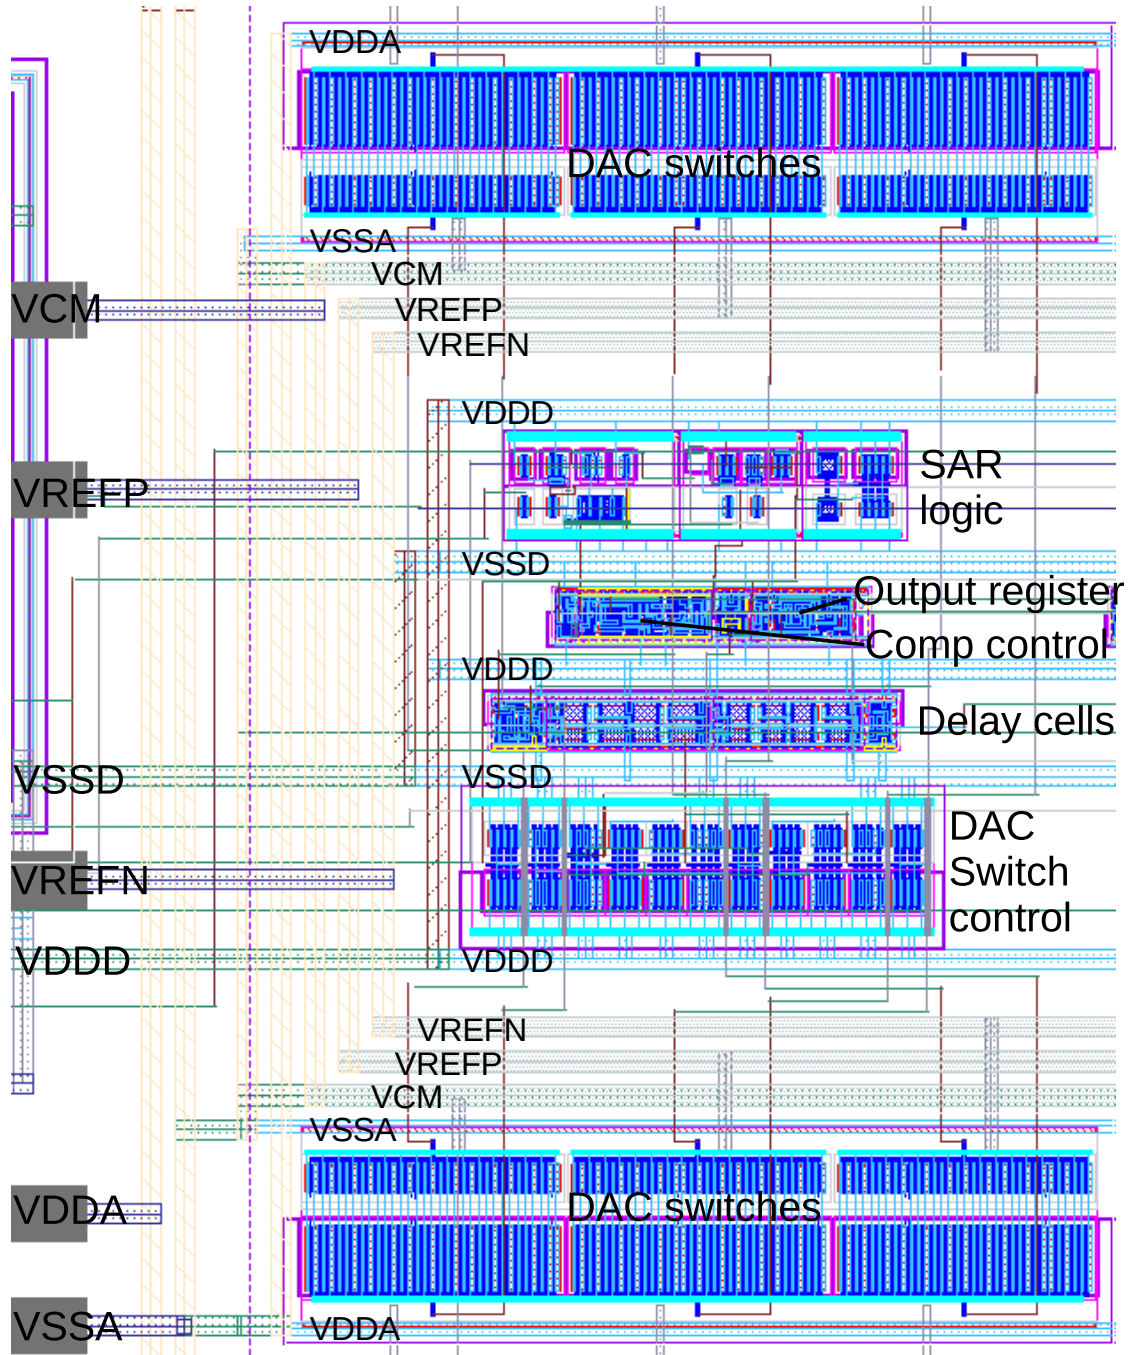 VDDA
DAC switches
VSSA
VCM
VCM
VREFP
VREFN
VDDD
SAR
logic
VREFP
VSSD
Output register
Comp control
VDDD
Delay cells
VSSD
VSSD
DAC
Switch
control
VREFN
VDDD
VDDD
VREFN
VREFP
VCM
VSSA
DAC switches
VDDA
VSSA
VDDA